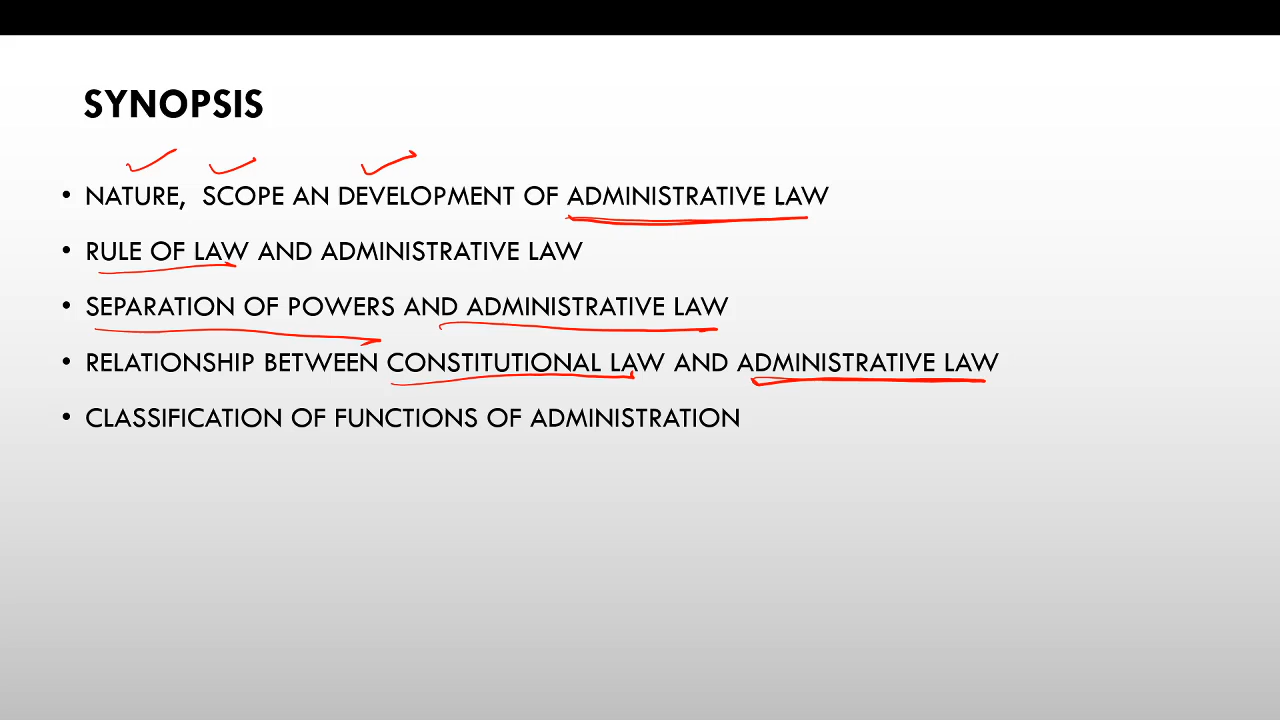 SYNOPSIS
• NATURE, SCOPE AN DEVELOPMENT OF ADMINISTRATIVE LAW
• RULE OF LAW AND ADMINISTRATIVE LAW
• SEPARATION OF POWERS AND ADMINISTRATIVE LAW
• RELATIONSHIP BETWEEN CONSTITUTIONAL LAW AND ADMINISTRATIVE LAW
• CLASSIFICATION OF FUNCTIONS OF ADMINISTRATION